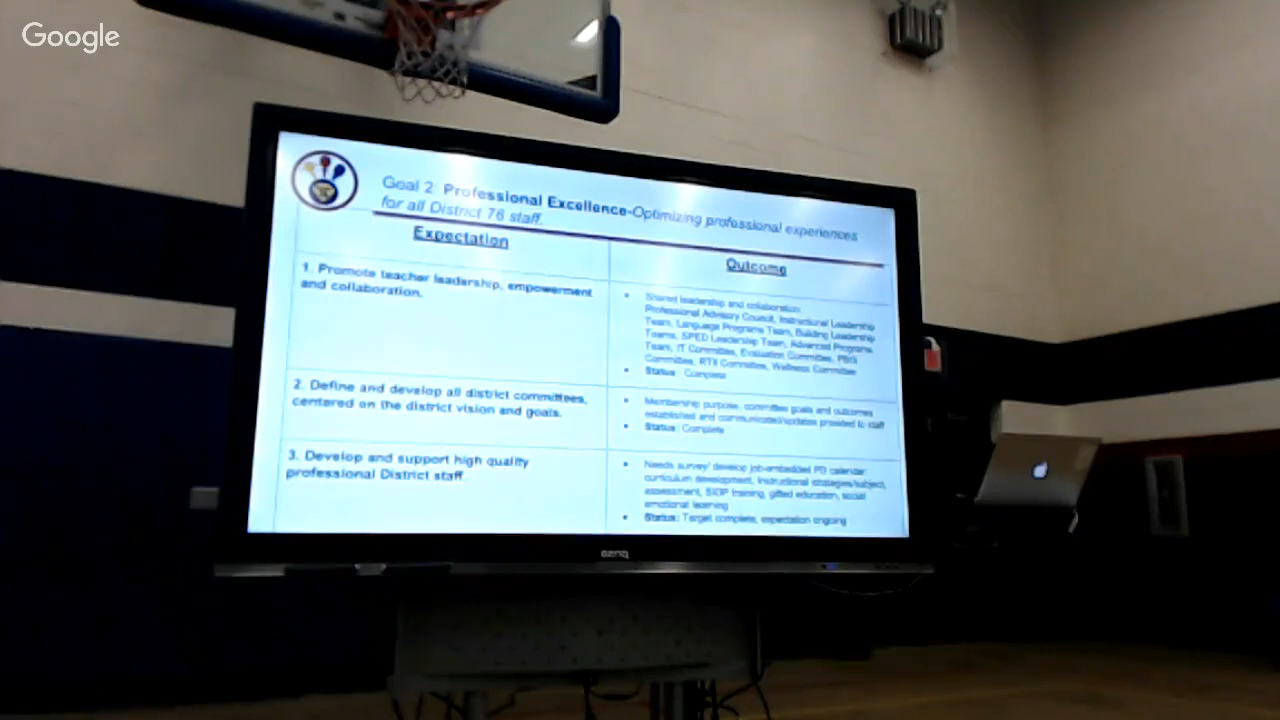 Google
Goal 2: Professional Excellence-Optimizing professional experiences
for all District 76 staff.
Expectation
Outcome
1. Promote teacher leadership, empowerment
and collaboration.
• Shared leadership and collaboration:
Professional Advisory Council, Instructional Leadership
Team, Language Programs Team, Building Leadership
Teams, SPED Leadership Team, Advanced Programs
Team, IT Committee, Evaluation Committee, PBIS
Committee, RTI Committee, Wellness Committee
• Status: Complete
2. Define and develop all district committees,
centered on the district vision and goals.
• Membership purpose, committee goals and outcomes
established and communicated/updates provided to staff
• Status: Complete
3. Develop and support high quality
professional District staff.
• Needs survey/ develop job-embedded PD calendar:
curriculum development, instructional strategies/subject,
assessment, SIOP training, gifted education, social
emotional learning
• Status: Target complete, expectation ongoing
BenQ